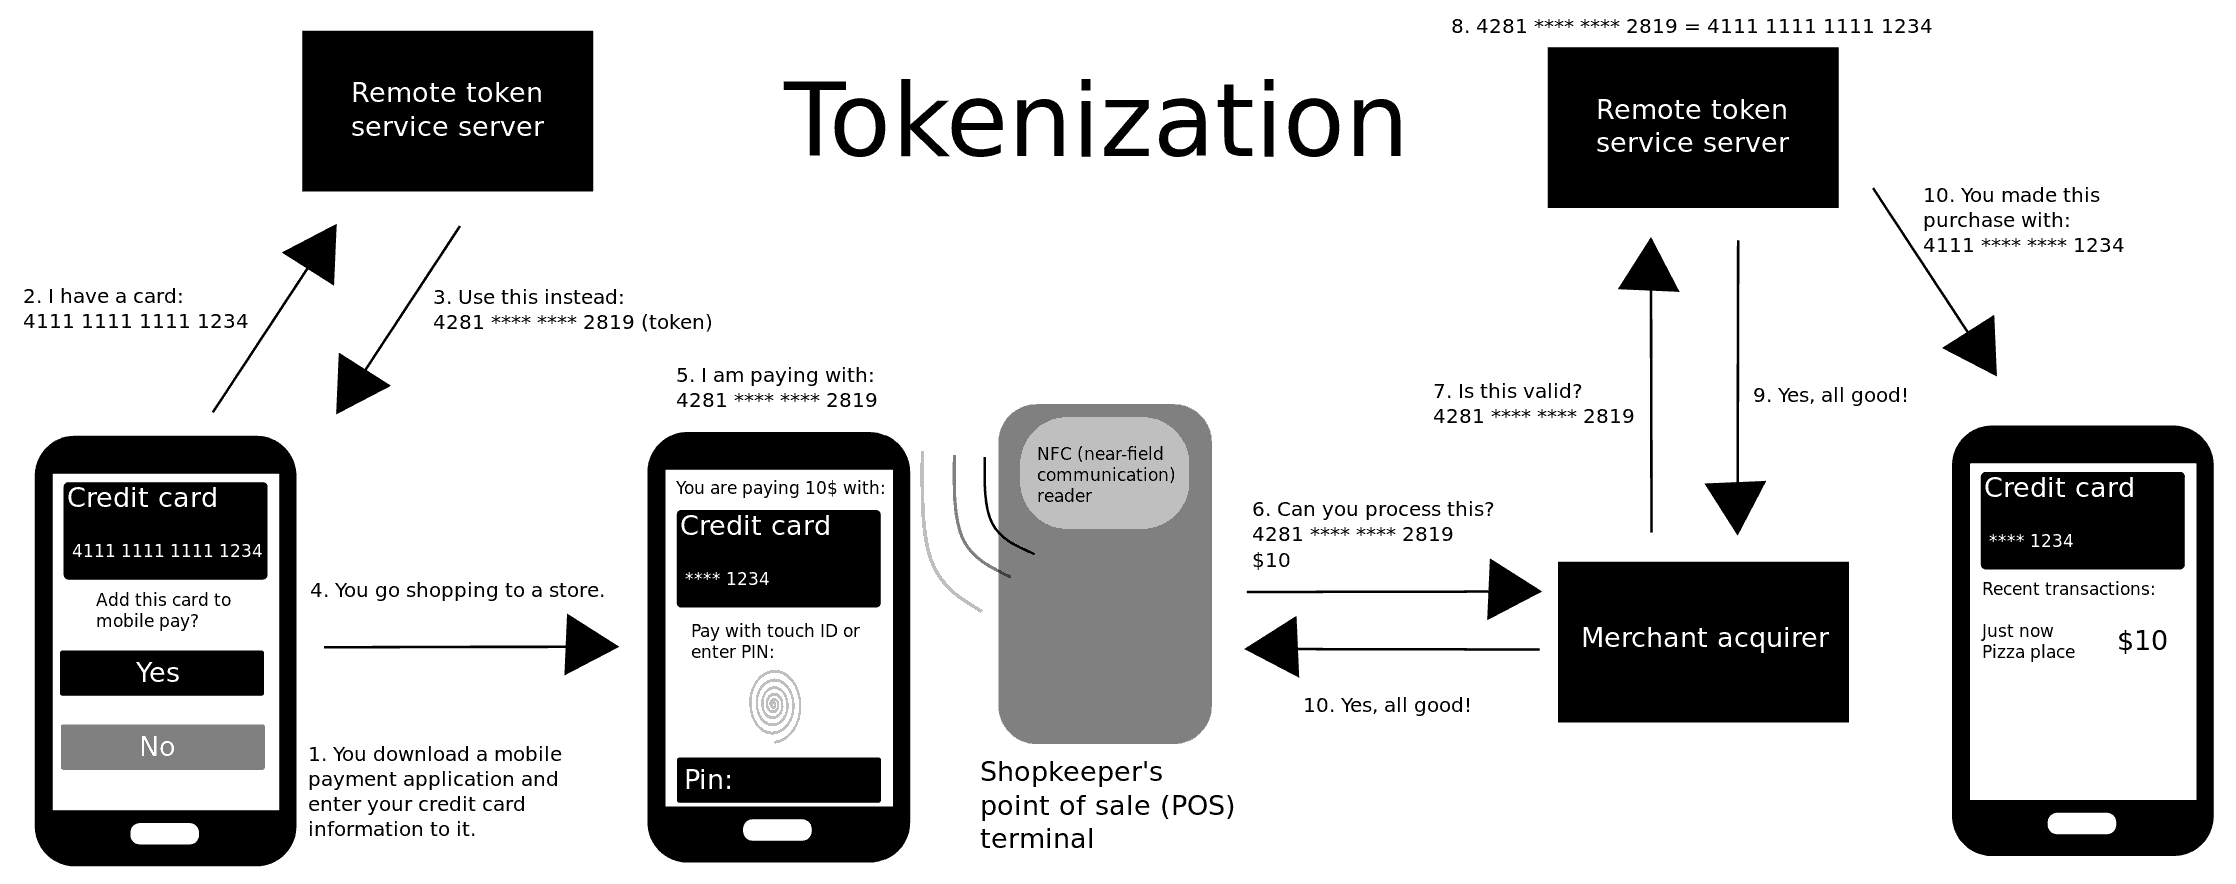 Tokenization
Remote token
service server
2. I have a card:
4111 1111 1111 1234
3. Use this instead:
4281 **** **** 2819 (token)
Credit card
4111 1111 1111 1234
Add this card to
mobile pay?
Yes
No
1. You download a mobile
payment application and
enter your credit card
information to it.
4. You go shopping to a store.
5. I am paying with:
4281 **** **** 2819
You are paying 10$ with:
Credit card
**** 1234
Pay with touch ID or
enter PIN:
Pin:
NFC (near-field
communication)
reader
Shopkeeper's
point of sale (POS)
terminal
6. Can you process this?
4281 **** **** 2819
$10
10. Yes, all good!
Merchant acquirer
7. Is this valid?
4281 **** **** 2819
8. 4281 **** **** 2819 = 4111 1111 1111 1234
Remote token
service server
9. Yes, all good!
10. You made this
purchase with:
4111 **** **** 1234
Credit card
**** 1234
Recent transactions:
Just now
Pizza place
$10